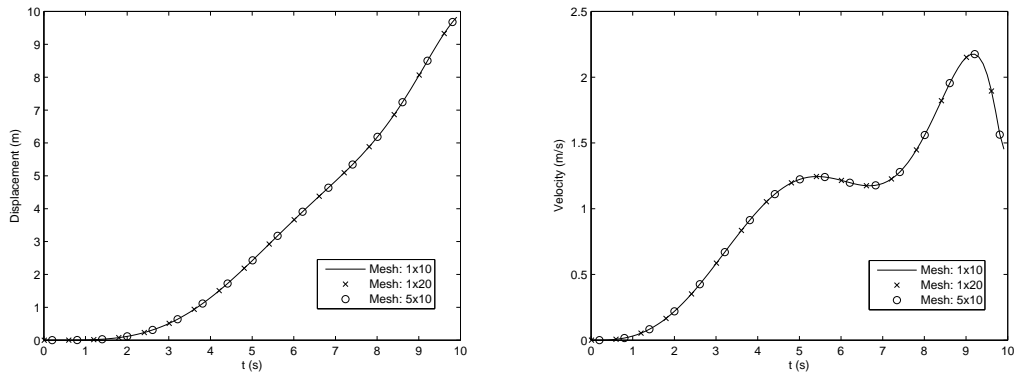 10
9
8
7
6
5
4
3
2
1
0
Displacement (m)
Mesh: 1x10
Mesh: 1x20
Mesh: 5x10
0 1 2 3 4 5 6 7 8 9 10
t (s)
2.5
2
1.5
1
0.5
0
Velocity (m/s)
Mesh: 1x10
Mesh: 1x20
Mesh: 5x10
0 1 2 3 4 5 6 7 8 9 10
t (s)